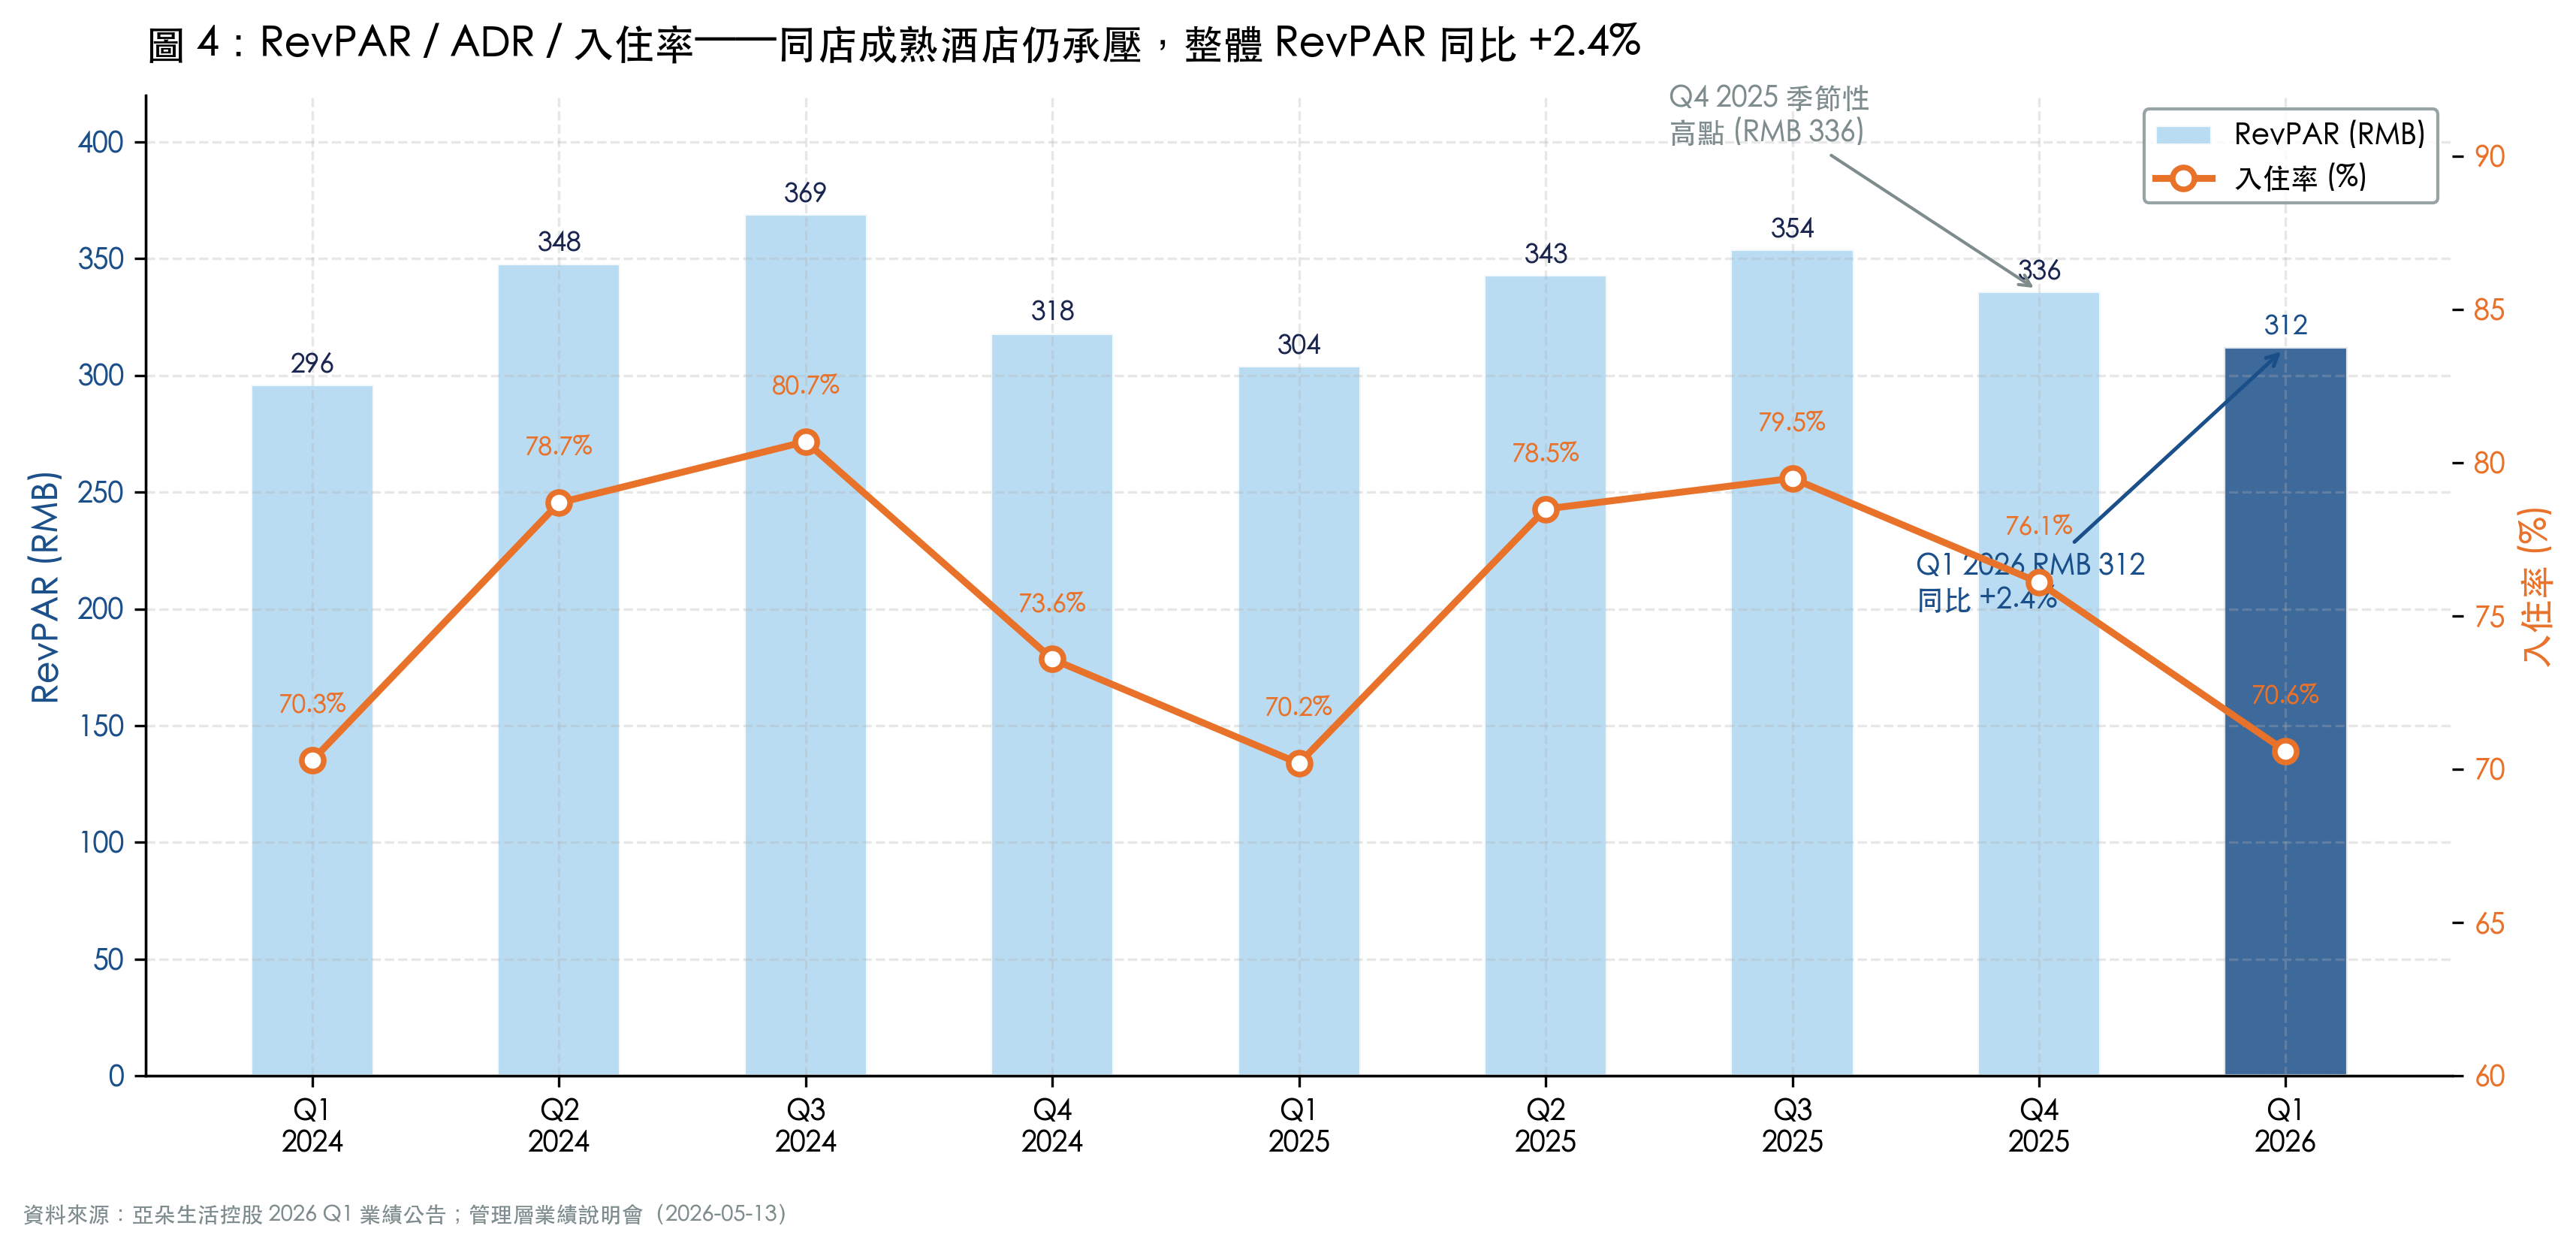 圖 4：RevPAR / ADR / 入住率——同店成熟酒店仍承壓，整體 RevPAR 同比 +2.4%
Q4 2025 季節性
高點 (RMB 336)
RevPAR (RMB)
入住率 (%)
RevPAR (RMB)
400
350
300
250
200
150
100
50
0
296
348
369
318
304
343
354
336
312
70.3%
78.7%
80.7%
73.6%
70.2%
78.5%
79.5%
76.1%
70.6%
Q1 2026 RMB 312
同比 +2.4%
90
85
80
75
70
65
60
入住率 (%)
Q1
2024
Q2
2024
Q3
2024
Q4
2024
Q1
2025
Q2
2025
Q3
2025
Q4
2025
Q1
2026
資料來源：亞朵生活控股 2026 Q1 業績公告；管理層業績說明會（2026-05-13）